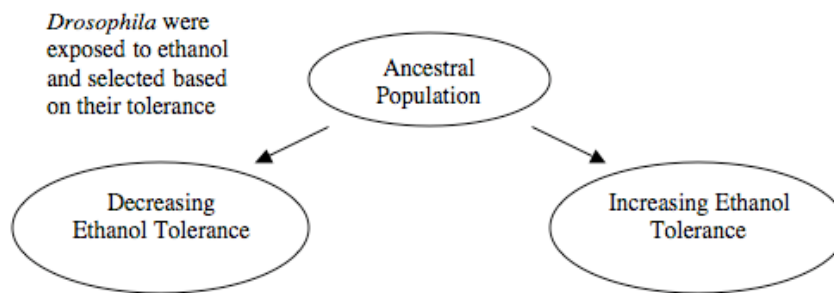 Drosophila were
exposed to ethanol
and selected based
on their tolerance
Ancestral
Population
Decreasing
Ethanol Tolerance
Increasing Ethanol
Tolerance